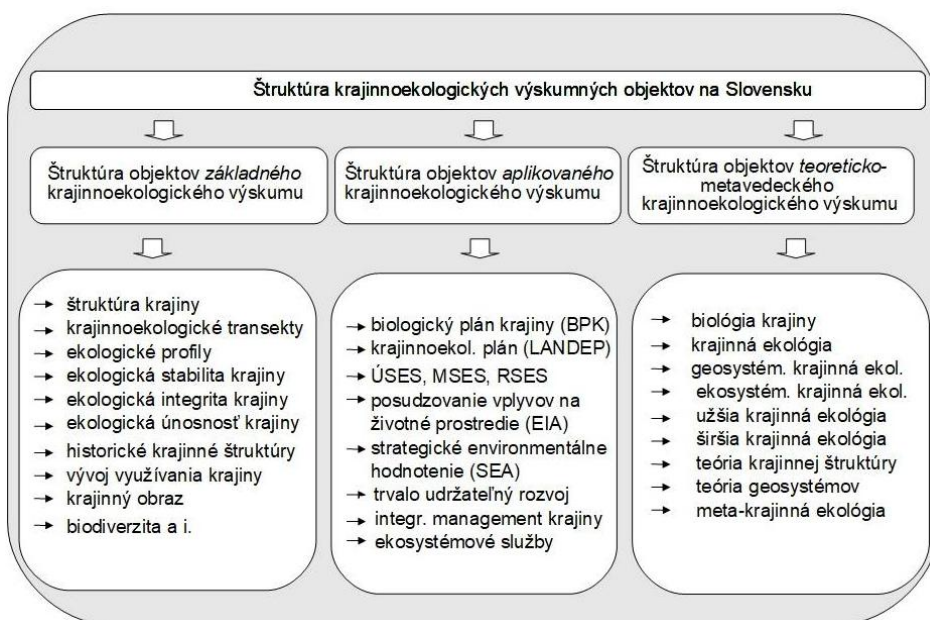 Štruktúra krajinnoekologických výskumných objektov na Slovensku
Štruktúra objektov základného
krajinnoekologického výskumu
Štruktúra objektov aplikovaného
krajinnoekologického výskumu
Štruktúra objektov teoreticko-
metavedeckého
krajinnoekologického výskumu
štruktúra krajiny
krajinnoekologické transekty
ekologické profily
ekologická stabilita krajiny
ekologická integrita krajiny
ekologická únosnosť krajiny
historické krajinné štruktúry
vývoj využívania krajiny
krajinný obraz
biodiverzita a i.
biologický plán krajiny (BPK)
krajinnoekol. plán (LANDEP)
ÚSES, MSES, RSES
posudzovanie vplyvov na
životné prostredie (EIA)
strategické environmentálne
hodnotenie (SEA)
trvalo udržateľný rozvoj
integr. management krajiny
ekosystémové služby
biológia krajiny
krajinná ekológia
geosystém. krajinná ekol.
ekosystém. krajinná ekol.
užšia krajinná ekológia
širšia krajinná ekológia
teória krajinnej štruktúry
teória geosystémov
meta-krajinná ekológia